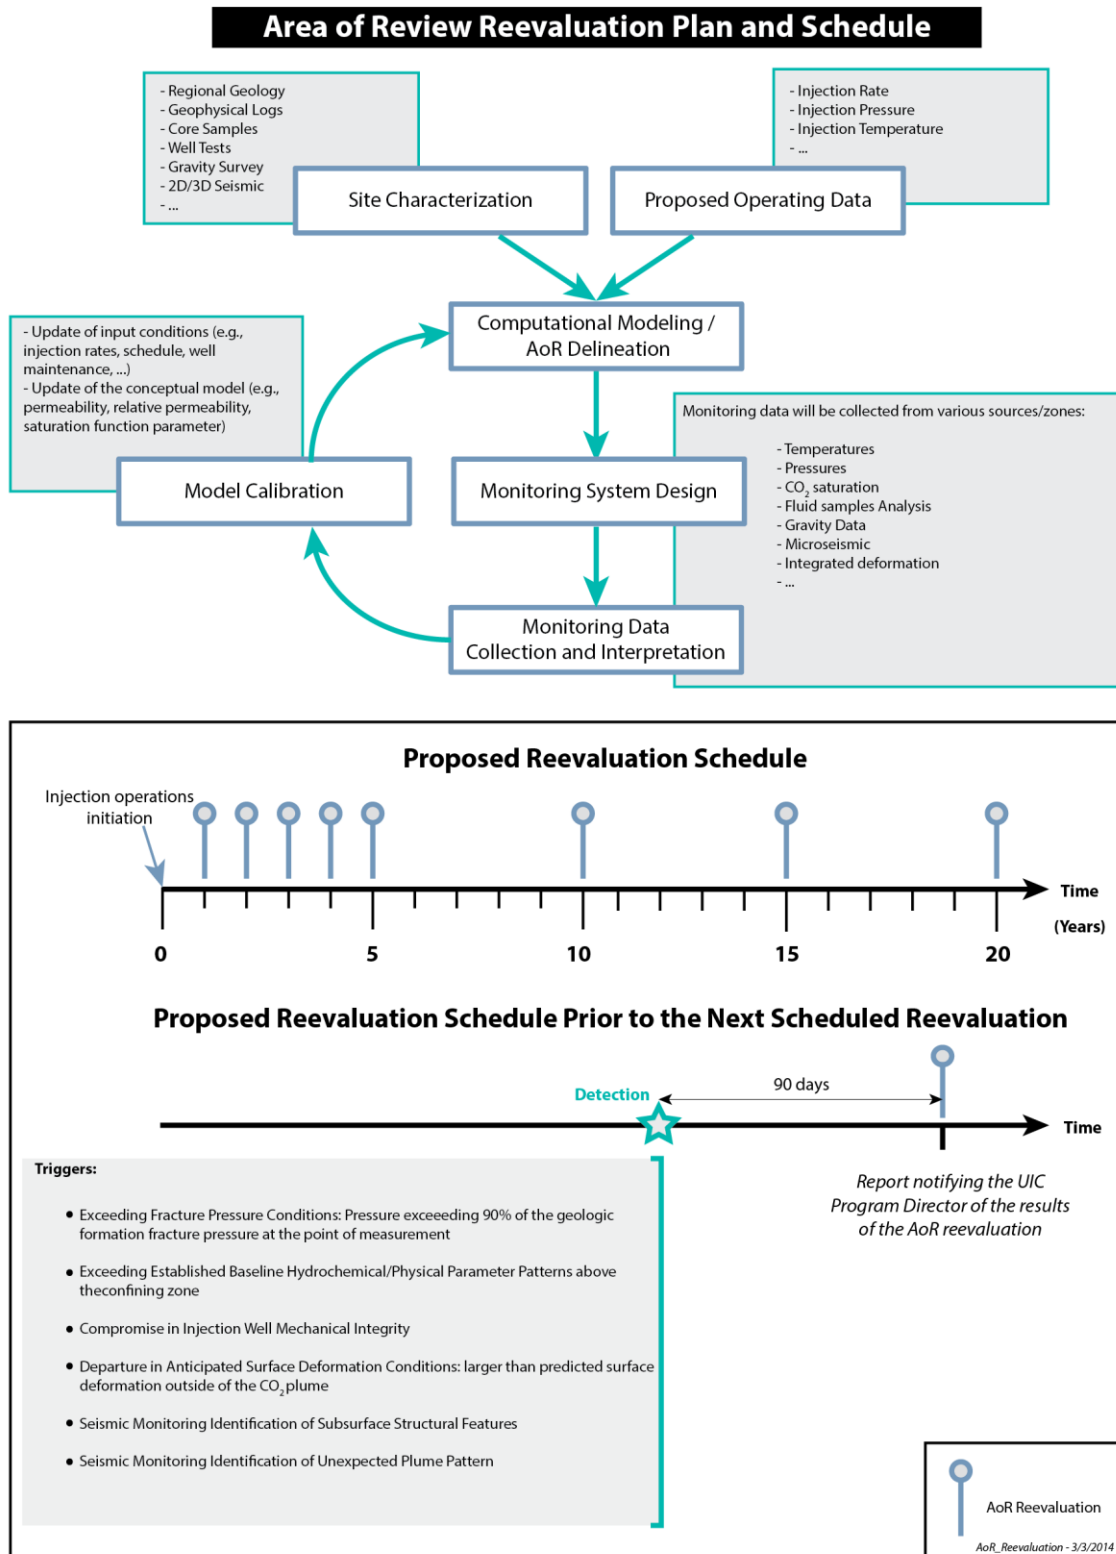 Area of Review Reevaluation Plan and Schedule
- Regional Geology
- Geophysical Logs
- Core Samples
- Well Tests
- Gravity Survey
- 2D/3D Seismic
- ...
Site Characterization
- Injection Rate
- Injection Pressure
- Injection Temperature
- ...
Proposed Operating Data
Computational Modeling /
AoR Delineation
- Update of input conditions (e.g.,
injection rates, schedule, well
maintenance, ...)
- Update of the conceptual model (e.g.,
permeability, relative permeability,
saturation function parameter)
Model Calibration
Monitoring System Design
Monitoring data will be collected from various sources/zones:
- Temperatures
- Pressures
- CO₂ saturation
- Fluid samples Analysis
- Gravity Data
- Microseismic
- Integrated deformation
- ...
Monitoring Data
Collection and Interpretation
Proposed Reevaluation Schedule
Injection operations
initiation
Time
(Years)
0 5 10 15 20
Proposed Reevaluation Schedule Prior to the Next Scheduled Reevaluation
Detection
90 days
Time
Report notifying the UIC
Program Director of the results
of the AoR reevaluation
Triggers:
• Exceeding Fracture Pressure Conditions: Pressure exceeeding 90% of the geologic
formation fracture pressure at the point of measurement
• Exceeding Established Baseline Hydrochemical/Physical Parameter Patterns above
theconfining zone
• Compromise in Injection Well Mechanical Integrity
• Departure in Anticipated Surface Deformation Conditions: larger than predicted surface
deformation outside of the CO₂ plume
• Seismic Monitoring Identification of Subsurface Structural Features
• Seismic Monitoring Identification of Unexpected Plume Pattern
AoR Reevaluation
AoR_Reevaluation - 3/3/2014